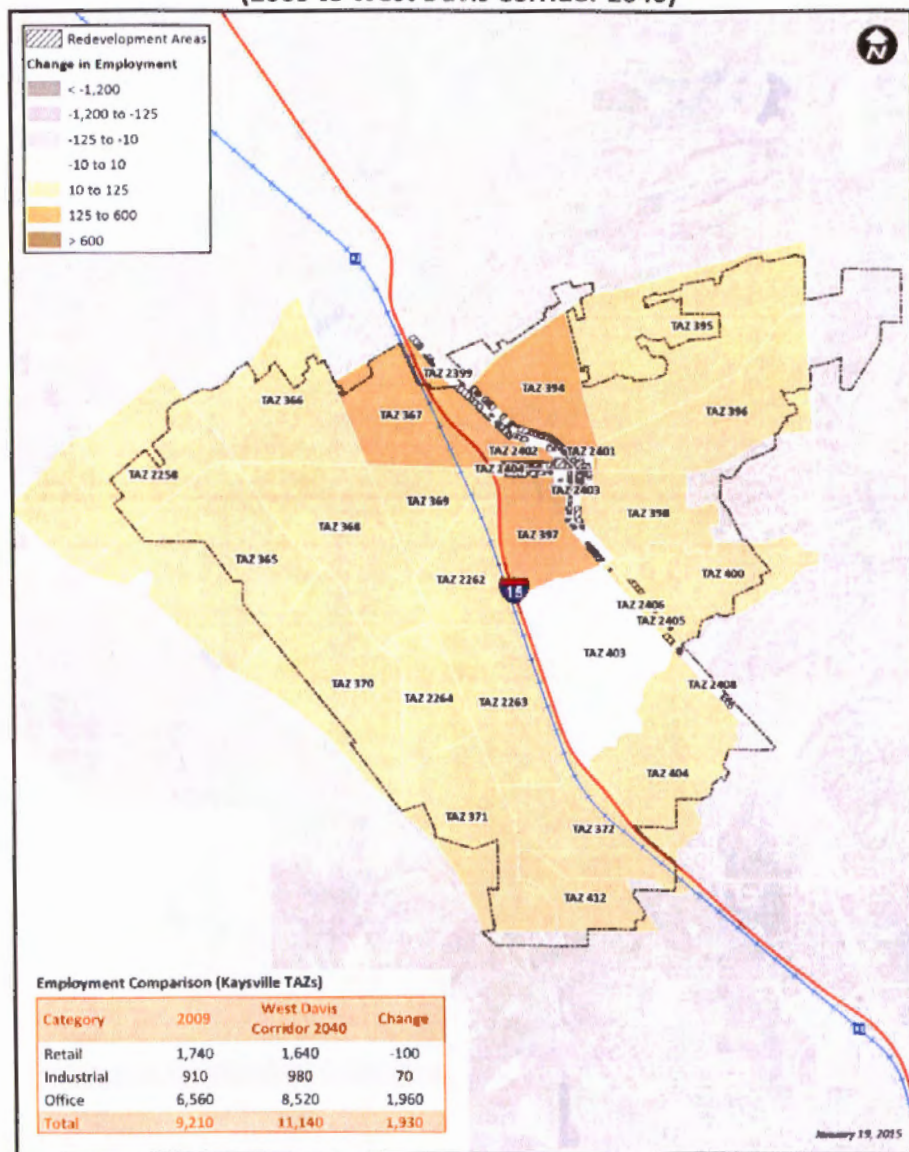 (2009 to West Davis Corridor 2040)
Redevelopment Areas
Change in Employment
< -1,200
-1,200 to -125
-125 to -10
-10 to 10
10 to 125
125 to 600
> 600
N
TAZ 395
TAZ 2399
TAZ 394
TAZ 366
TAZ 367
TAZ 396
TAZ 2402
TAZ 2401
TAZ 2404
TAZ 2258
TAZ 2403
TAZ 369
TAZ 398
TAZ 368
TAZ 397
TAZ 365
TAZ 400
TAZ 2262
15
TAZ 2406
TAZ 2405
TAZ 403
TAZ 370
TAZ 2408
TAZ 2264
TAZ 2263
TAZ 404
TAZ 371
TAZ 372
TAZ 412
Employment Comparison (Kaysville TAZs)
Category 2009 West Davis Corridor 2040 Change
Retail 1,740 1,640 -100
Industrial 910 980 70
Office 6,560 8,520 1,960
Total 9,210 11,140 1,930
January 19, 2015